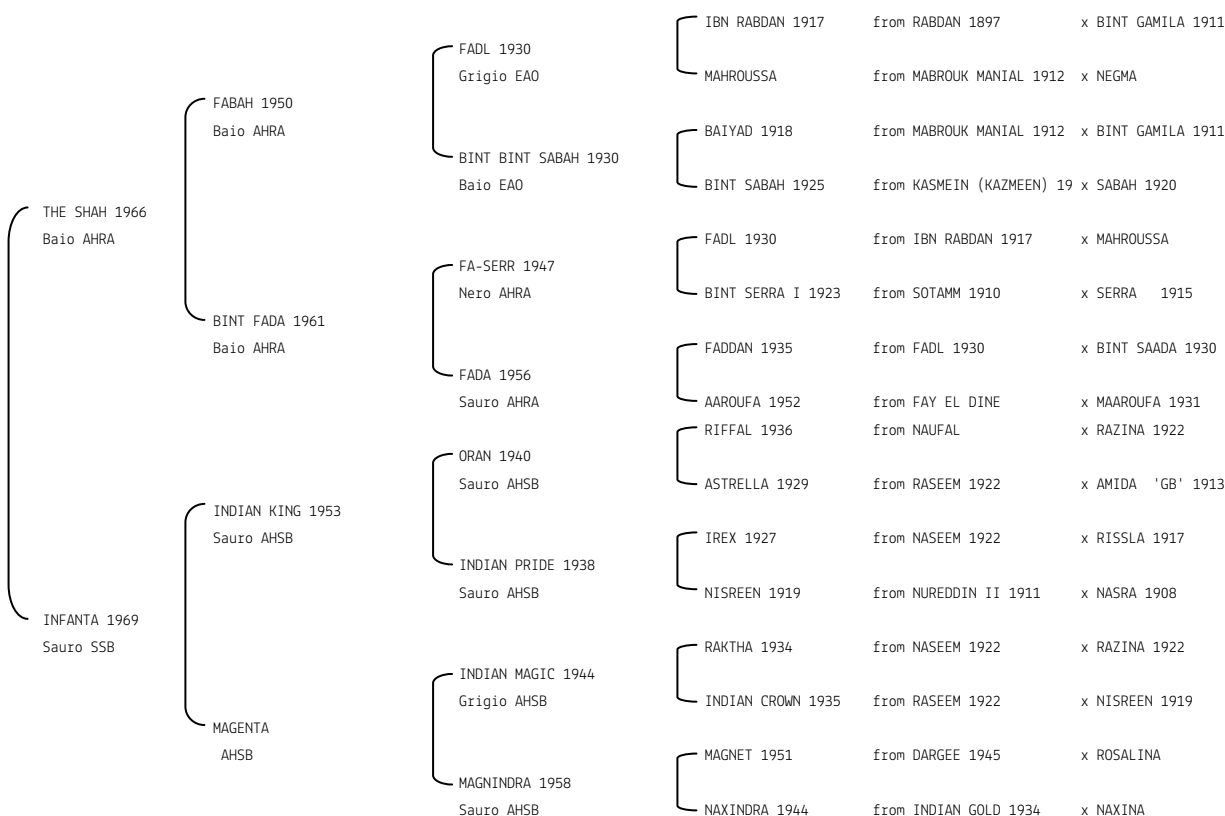 IBN RABDAN 1917 from RABDAN 1897 x BINT GAMILA 1911
FADL 1930
Grigio EAO MAHROUSSA from MABROUK MANIAL 1912 x NEGMA
FABAH 1950
Baio AHRA BAIYAD 1918 from MABROUK MANIAL 1912 x BINT GAMILA 1911
BINT BINT SABAH 1930
Baio EAO BINT SABAH 1925 from KASMEIN (KAZMEEN) 19 x SABAH 1920
THE SHAH 1966
Baio AHRA FADL 1930 from IBN RABDAN 1917 x MAHROUSSA
FA-SERR 1947
Nero AHRA BINT SERRA I 1923 from SOTAMM 1910 x SERRA 1915
BINT FADA 1961
Baio AHRA FADDAN 1935 from FADL 1930 x BINT SAADA 1930
FADA 1956
Sauro AHRA AAROUFA 1952 from FAY EL DINE x MAAROUFA 1931
RIFFAL 1936 from NAUFAL x RAZINA 1922
ORAN 1940
Sauro AHSB ASTRELLA 1929 from RASEEM 1922 x AMIDA 'GB' 1913
INDIAN KING 1953
Sauro AHSB IREX 1927 from NASEEM 1922 x RISSLA 1917
INDIAN PRIDE 1938
Sauro AHSB NISREEN 1919 from NUREDDIN II 1911 x NASRA 1908
INFANTA 1969
Sauro SSB RAKTHA 1934 from NASEEM 1922 x RAZINA 1922
INDIAN MAGIC 1944
Grigio AHSB INDIAN CROWN 1935 from RASEEM 1922 x NISREEN 1919
MAGENTA
AHSB MAGNET 1951 from DARGEE 1945 x ROSALINA
MAGNINDRA 1958
Sauro AHSB NAXINDRA 1944 from INDIAN GOLD 1934 x NAXINA